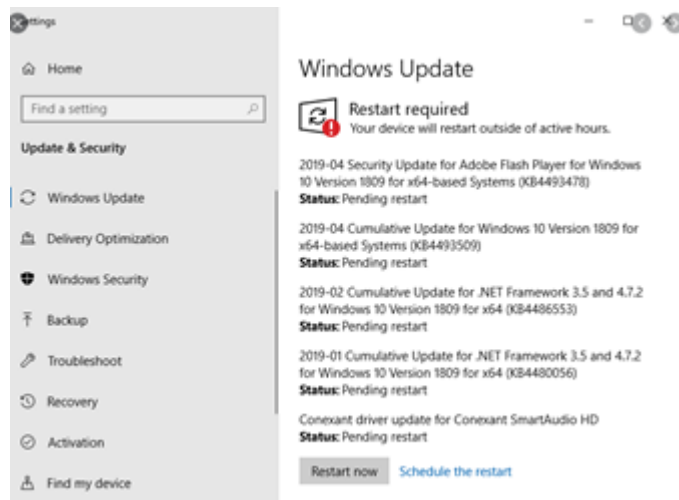 ttings
Home
Find a setting
Update & Security
Windows Update
Delivery Optimization
Windows Security
Backup
Troubleshoot
Recovery
Activation
Find my device
Windows Update
Restart required
Your device will restart outside of active hours.
2019-04 Security Update for Adobe Flash Player for Windows
10 Version 1809 for x64-based Systems (KB4493478)
Status: Pending restart
2019-04 Cumulative Update for Windows 10 Version 1809 for
x64-based Systems (KB4493509)
Status: Pending restart
2019-02 Cumulative Update for .NET Framework 3.5 and 4.7.2
for Windows 10 Version 1809 for x64 (KB4486553)
Status: Pending restart
2019-01 Cumulative Update for .NET Framework 3.5 and 4.7.2
for Windows 10 Version 1809 for x64 (KB4480056)
Status: Pending restart
Conexant driver update for Conexant SmartAudio HD
Status: Pending restart
Restart now Schedule the restart